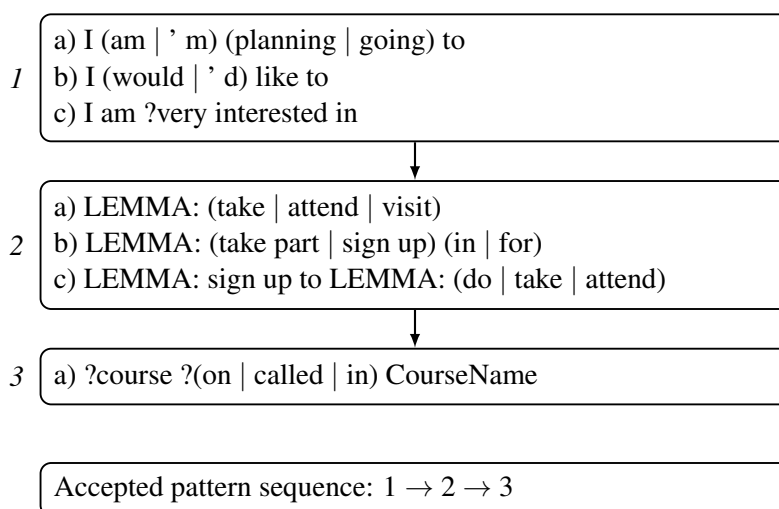 1
a) I (am | ’ m) (planning | going) to
b) I (would | ’ d) like to
c) I am ?very interested in
2
a) LEMMA: (take | attend | visit)
b) LEMMA: (take part | sign up) (in | for)
c) LEMMA: sign up to LEMMA: (do | take | attend)
3
a) ?course ?(on | called | in) CourseName
Accepted pattern sequence: 1 → 2 → 3